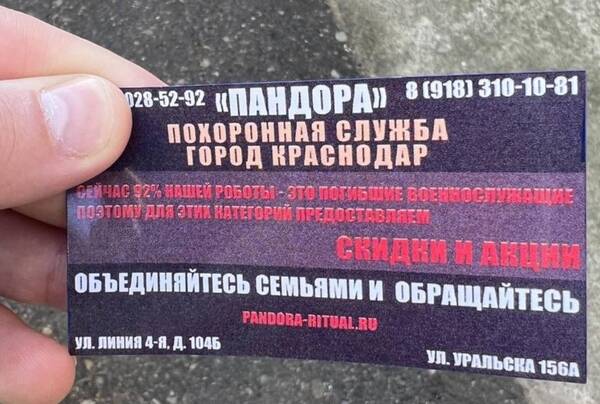 028-52-92 «ПАНДОРА» 8 (918) 310-10-81
ПОХОРОННАЯ СЛУЖБА
ГОРОД КРАСНОДАР
СЕЙЧАС 92% НАШЕЙ РОБОТЫ - ЭТО ПОГИБШИЕ ВОЕННОСЛУЖАЩИЕ
ПОЭТОМУ ДЛЯ ЭТИХ КАТЕГОРИЙ ПРЕДОСТАВЛЯЕМ
СКИДКИ И АКЦИИ
ОБЪЕДИНЯЙТЕСЬ СЕМЬЯМИ И ОБРАЩАЙТЕСЬ
PANDORA-RITUAL.RU
УЛ. ЛИНИЯ 4-Я, Д. 104Б
УЛ. УРАЛЬСКА 156А